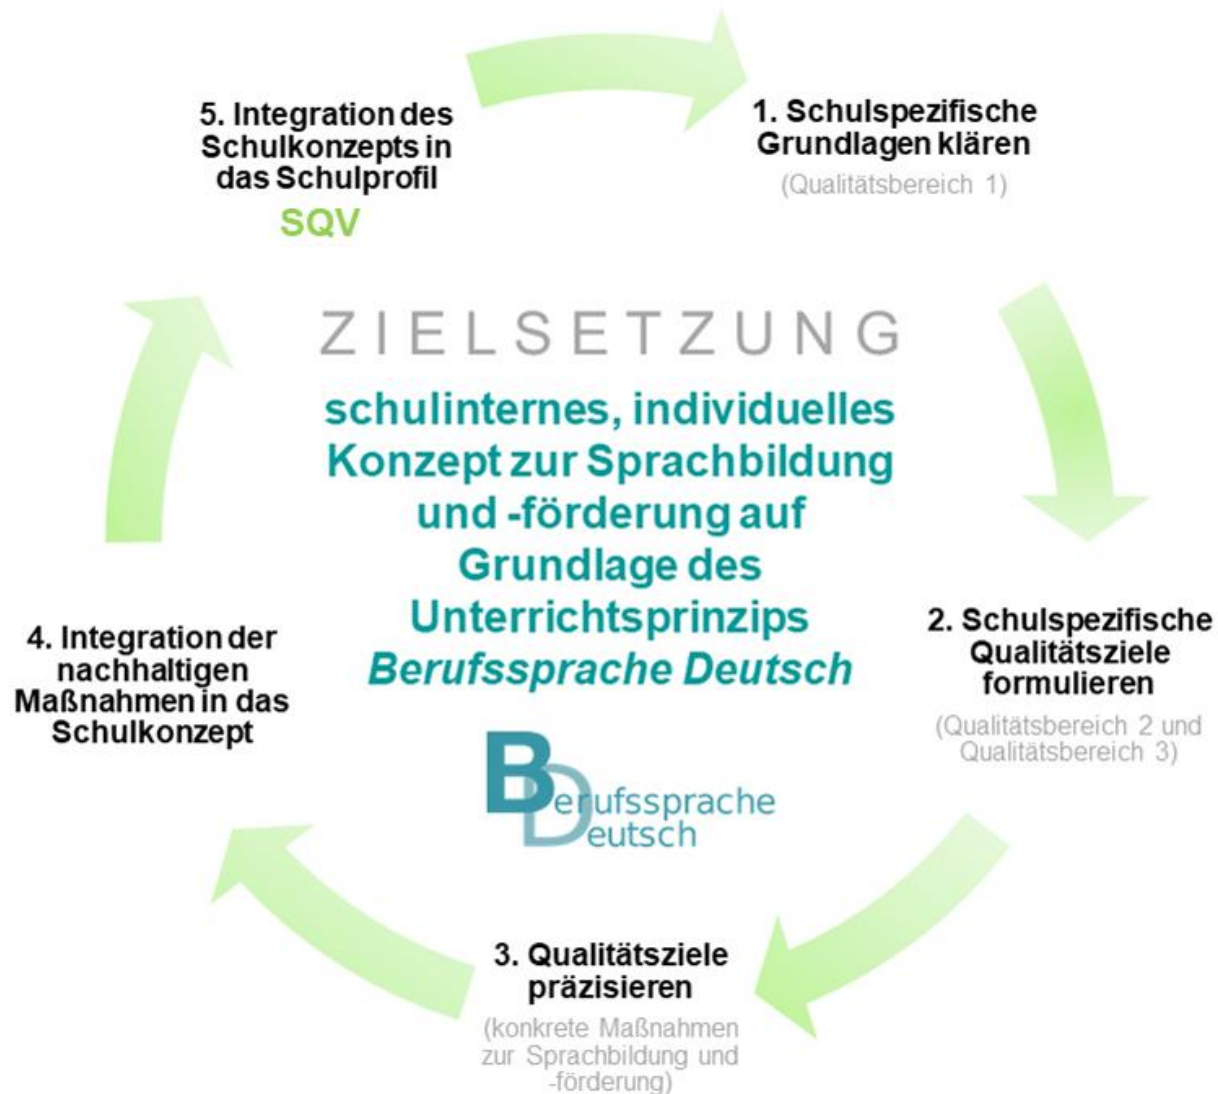 5. Integration des
Schulkonzepts in
das Schulprofil
SQV
1. Schulspezifische
Grundlagen klären
(Qualitätsbereich 1)
ZIELSETZUNG
schulinternes, individuelles
Konzept zur Sprachbildung
und -förderung auf
Grundlage des
Unterrichtsprinzips
Berufssprache Deutsch
Berufssprache
Deutsch
2. Schulspezifische
Qualitätsziele
formulieren
(Qualitätsbereich 2 und
Qualitätsbereich 3)
4. Integration der
nachhaltigen
Maßnahmen in das
Schulkonzept
3. Qualitätsziele
präzisieren
(konkrete Maßnahmen
zur Sprachbildung und
-förderung)